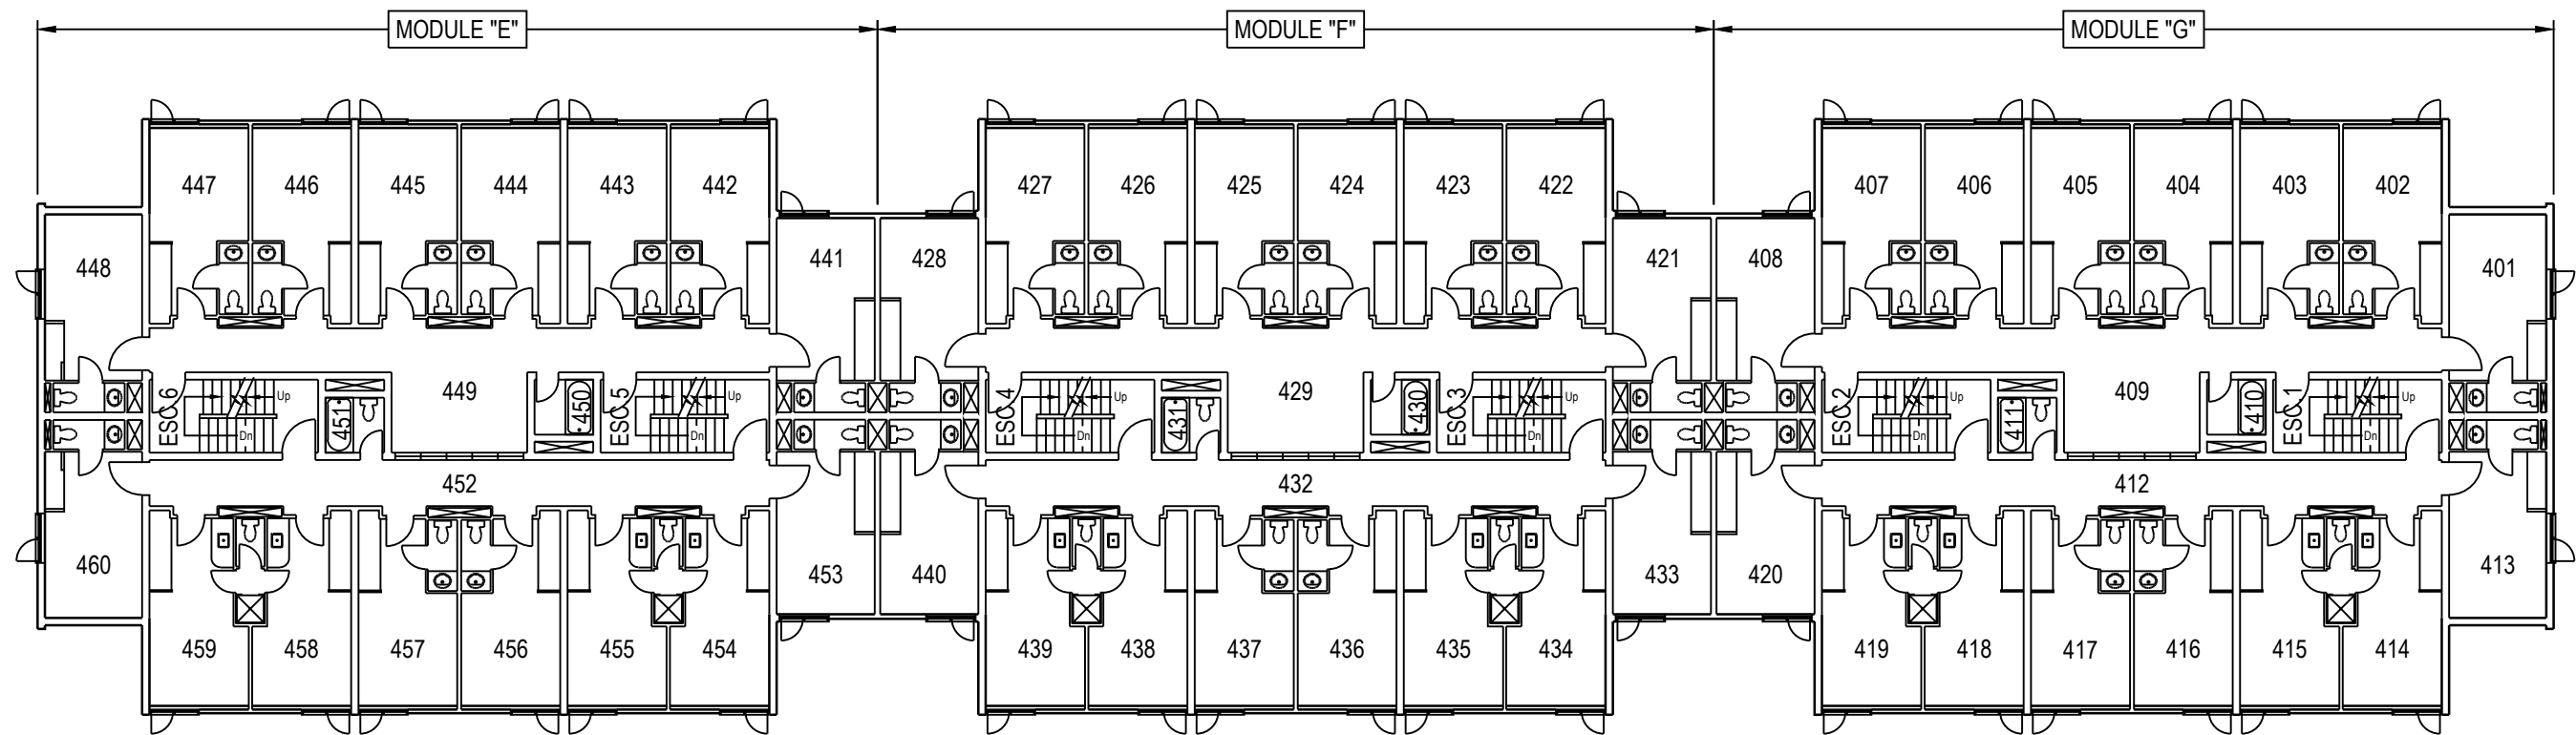 MODULE "E" MODULE "F" MODULE "G"
447 446 445 444 443 442 427 426 425 424 423 422 407 406 405 404 403 402
448 441 428 421 408 401
ESC.6 Up Dn 451 449 450 ESC.5 Up Dn ESC.4 Up Dn 431 429 430 ESC.3 Up Dn ESC.2 Up Dn 411 409 410 ESC.1 Up Dn
452 432 412
460 453 440 433 420 413
459 458 457 456 455 454 439 438 437 436 435 434 419 418 417 416 415 414